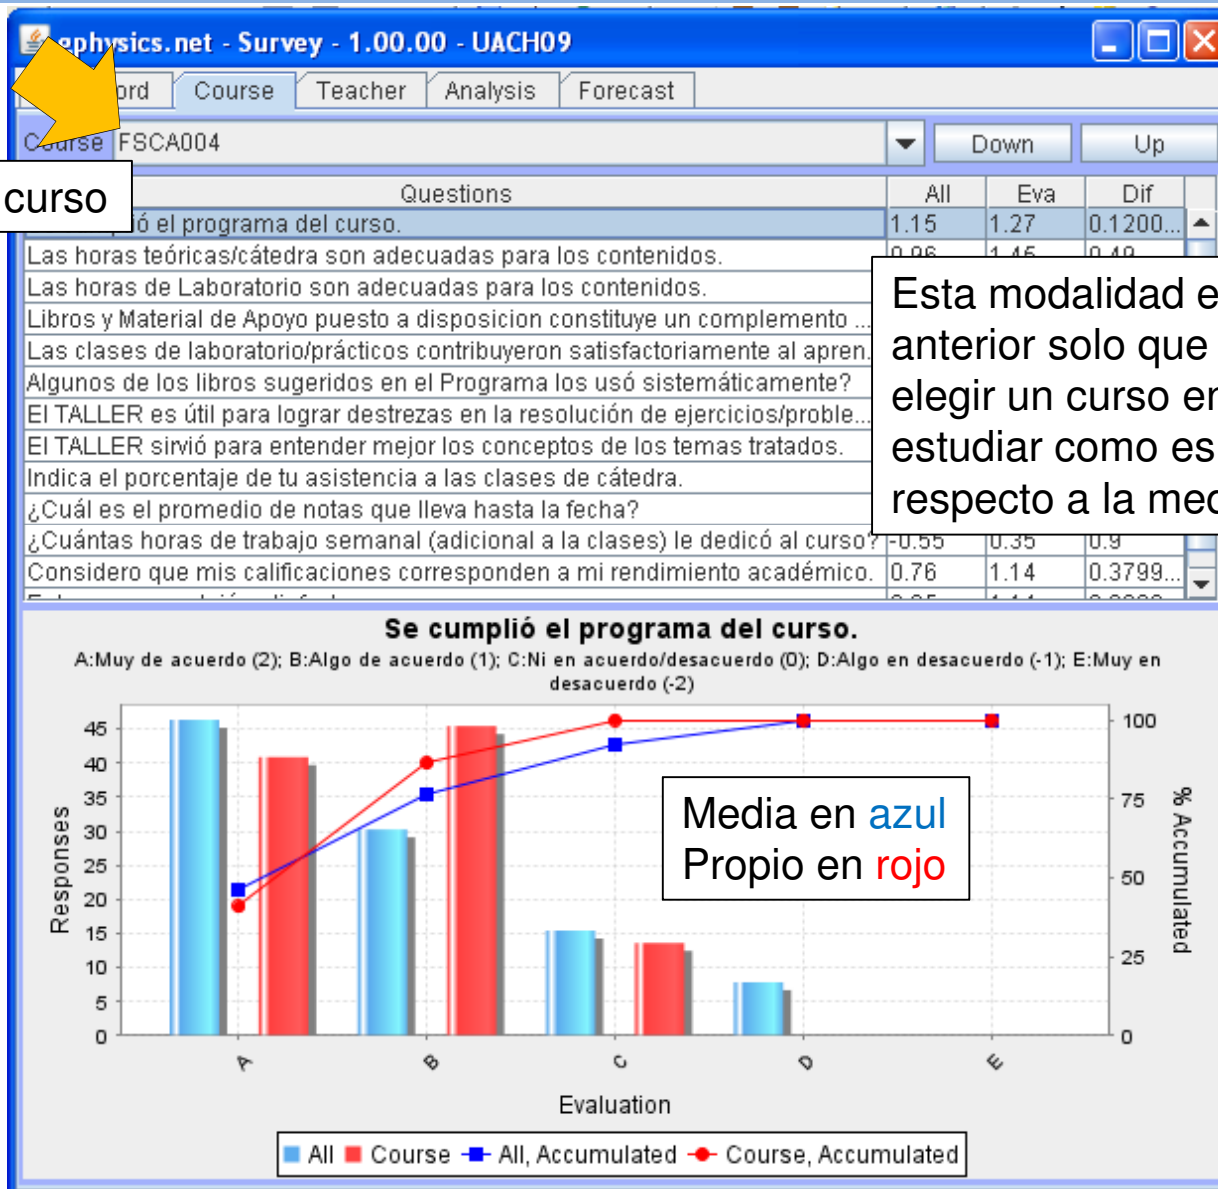 gphysics.net - Survey - 1.00.00 - UACH09
ord Course Teacher Analysis Forecast
Course FSCA004 Down Up
curso
Questions All Eva Dif
ió el programa del curso. 1.15 1.27 0.1200...
Las horas teóricas/cátedra son adecuadas para los contenidos. 0.96 1.45 0.49
Las horas de Laboratorio son adecuadas para los contenidos.
Libros y Material de Apoyo puesto a disposicion constituye un complemento ...
Las clases de laboratorio/prácticos contribuyeron satisfactoriamente al apren.
Algunos de los libros sugeridos en el Programa los usó sistemáticamente?
El TALLER es útil para lograr destrezas en la resolución de ejercicios/proble...
El TALLER sirvió para entender mejor los conceptos de los temas tratados.
Indica el porcentaje de tu asistencia a las clases de cátedra.
¿Cuál es el promedio de notas que lleva hasta la fecha?
¿Cuántas horas de trabajo semanal (adicional a la clases) le dedicó al curso? -0.55 0.35 0.9
Considero que mis calificaciones corresponden a mi rendimiento académico. 0.76 1.14 0.3799...
Esta modalidad e
anterior solo que
elegir un curso en
estudiar como es
respecto a la med
Se cumplió el programa del curso.
A:Muy de acuerdo (2); B:Algo de acuerdo (1); C:Ni en acuerdo/desacuerdo (0); D:Algo en desacuerdo (-1); E:Muy en
desacuerdo (-2)
45
40
35
30
25
20
15
10
5
0
Responses
100
75
50
25
0
% Accumulated
Media en azul
Propio en rojo
A B C D E
Evaluation
All Course All, Accumulated Course, Accumulated